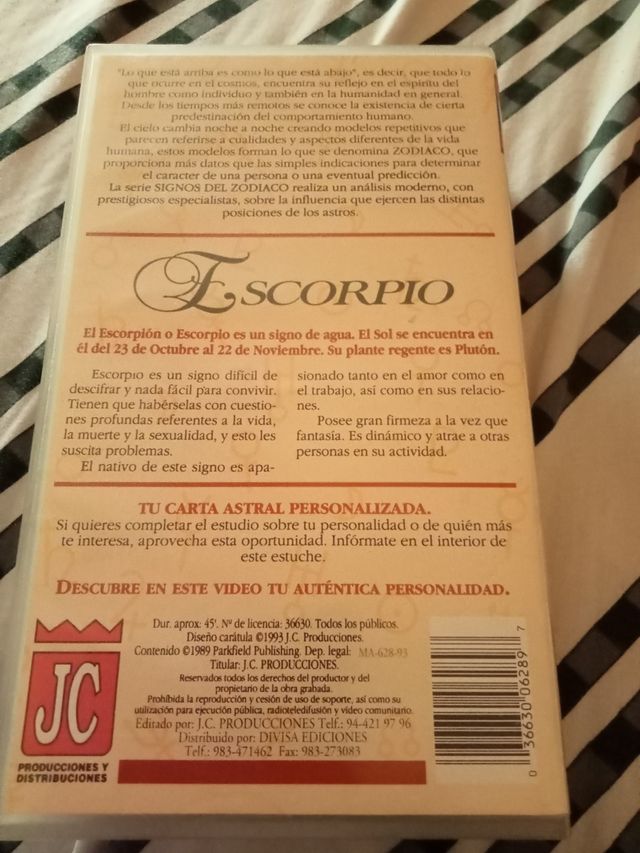 "Lo que está arriba es como lo que está abajo", es decir, que todo lo
que ocurre en el cosmos, encuentra su reflejo en el espíritu del
hombre como individuo y también en la humanidad en general.
Desde los tiempos más remotos se conoce la existencia de cierta
predestinación del comportamiento humano.
El cielo cambia noche a noche creando modelos repetitivos que
parecen referirse a cualidades y aspectos diferentes de la vida
humana, estos modelos forman lo que se denomina ZODIACO, que
proporciona más datos que las simples indicaciones para determinar
el caracter de una persona o una eventual predicción.
La serie SIGNOS DEL ZODIACO realiza un análisis moderno, con
prestigiosos especialistas, sobre la influencia que ejercen las distintas
posiciones de los astros.
ESCORPIO
El Escorpión o Escorpio es un signo de agua. El Sol se encuentra en
él del 23 de Octubre al 22 de Noviembre. Su plante regente es Plutón.
Escorpio es un signo difícil de
descifrar y nada fácil para convivir.
Tienen que habérselas con cuestio-
nes profundas referentes a la vida,
la muerte y la sexualidad, y esto les
suscita problemas.
El nativo de este signo es apa-
sionado tanto en el amor como en
el trabajo, así como en sus relacio-
nes.
Posee gran firmeza a la vez que
fantasía. Es dinámico y atrae a otras
personas en su actividad.
TU CARTA ASTRAL PERSONALIZADA.
Si quieres completar el estudio sobre tu personalidad o de quién más
te interesa, aprovecha esta oportunidad. Infórmate en el interior de
este estuche.
DESCUBRE EN ESTE VIDEO TU AUTÉNTICA PERSONALIDAD.
JC
PRODUCCIONES Y
DISTRIBUCIONES
Dur. aprox: 45'. Nº de licencia: 36630. Todos los públicos.
Diseño carátula ©1993 J.C. Producciones.
Contenido ©1989 Parkfield Publishing. Dep. legal: MA-628-93
Titular: J.C. PRODUCCIONES.
Reservados todos los derechos del productor y del
propietario de la obra grabada.
Prohibida la reproducción y cesión de uso de soporte, así como su
utilización para ejecución pública, radioteledifusión y video comunitario.
Editado por: J.C. PRODUCCIONES Telf.: 94-421 97 96
Distribuido por: DIVISA EDICIONES
Telf.: 983-471462 Fax: 983-273083
0 36630 06289 7